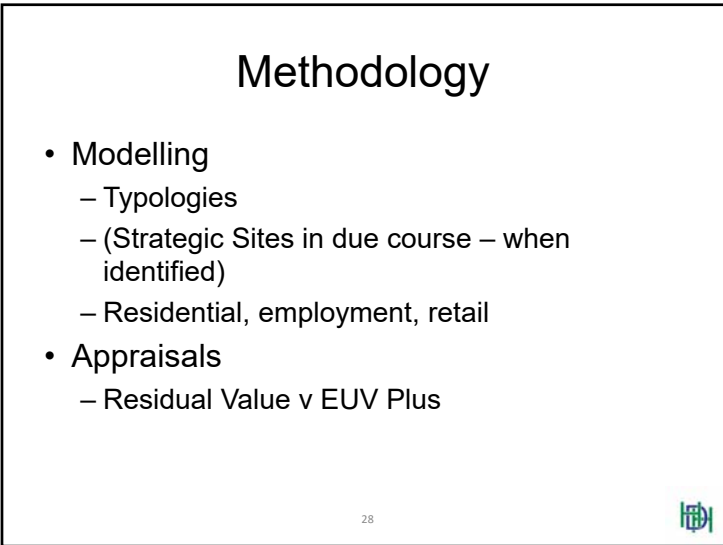 Methodology
• Modelling
– Typologies
– (Strategic Sites in due course – when
identified)
– Residential, employment, retail
• Appraisals
– Residual Value v EUV Plus
28
HDH